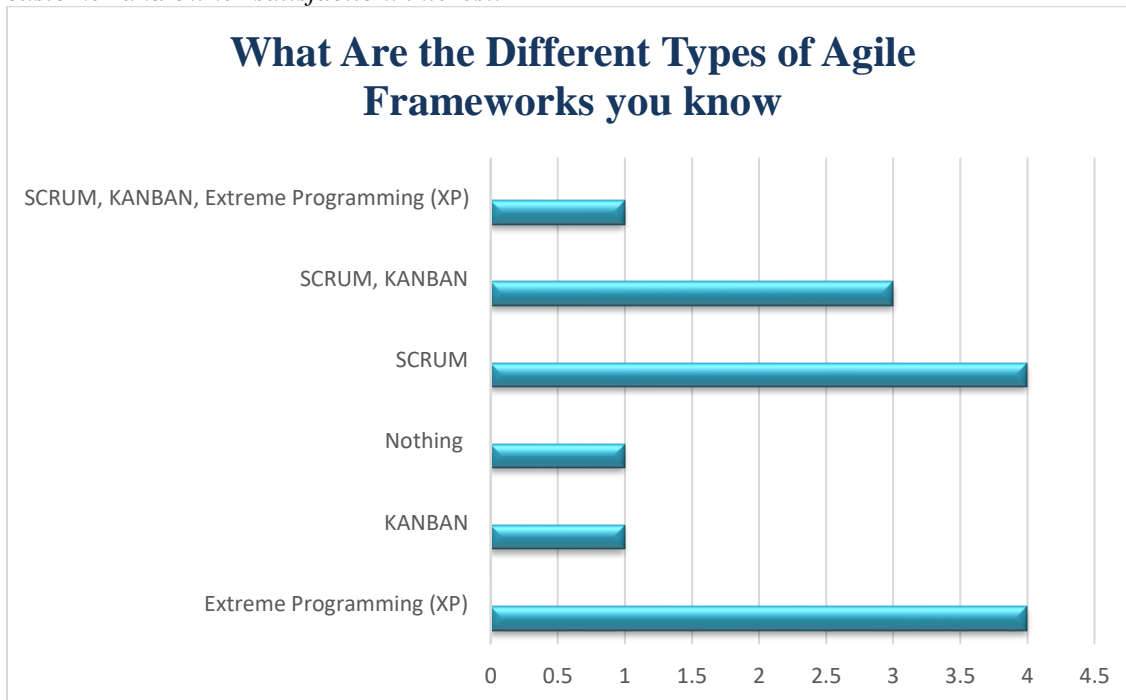 What Are the Different Types of Agile
Frameworks you know
SCRUM, KANBAN, Extreme Programming (XP)
SCRUM, KANBAN
SCRUM
Nothing
KANBAN
Extreme Programming (XP)
0 0.5 1 1.5 2 2.5 3 3.5 4 4.5